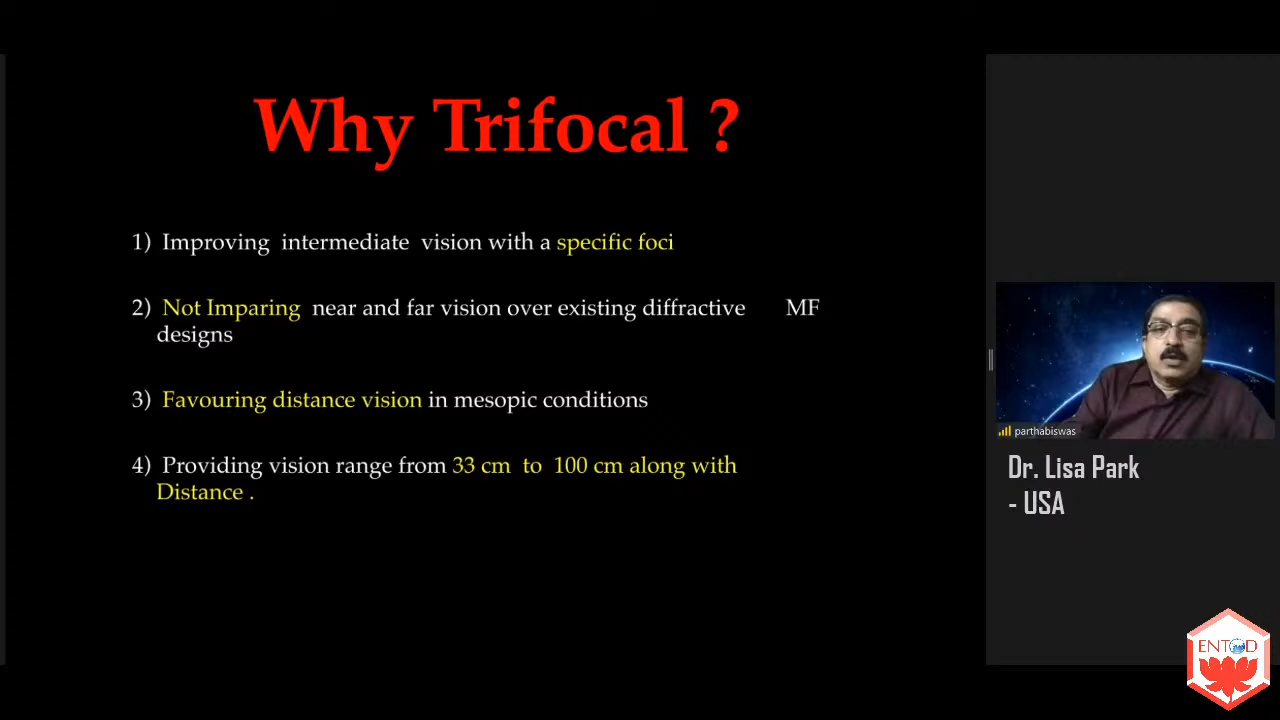 Why Trifocal ?
1) Improving intermediate vision with a specific foci
2) Not Imparing near and far vision over existing diffractive MF
designs
3) Favouring distance vision in mesopic conditions
4) Providing vision range from 33 cm to 100 cm along with
Distance .
parthabiswas
Dr. Lisa Park
- USA
ENTOD